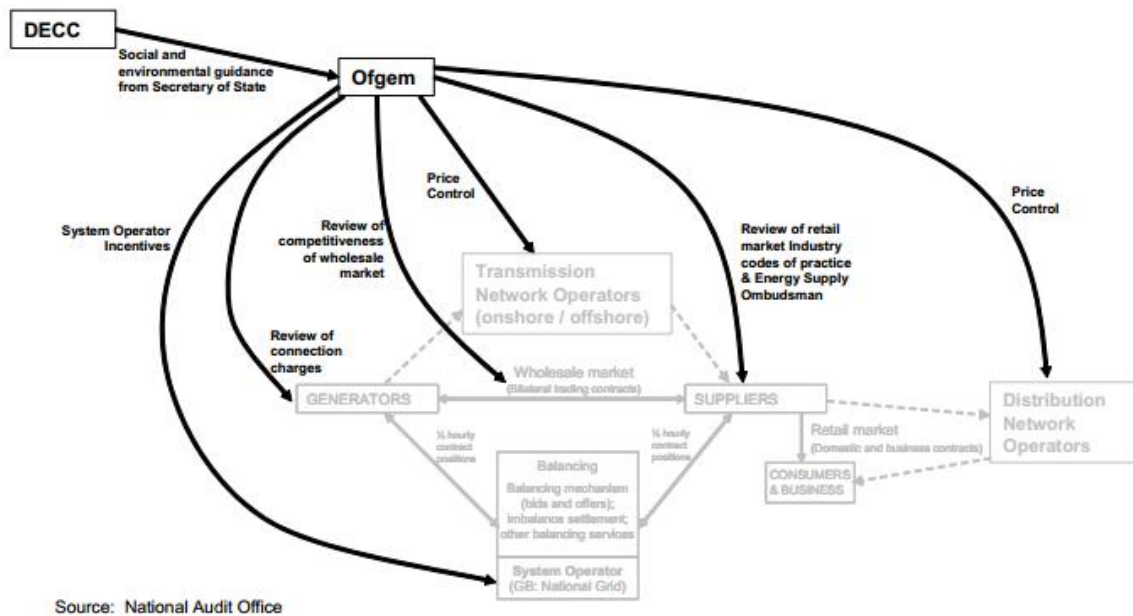 DECC
Social and
environmental guidance
from Secretary of State
Ofgem
Price
Control
Price
Control
System Operator
Incentives
Review of
competitiveness
of wholesale
market
Review of retail
market Industry
codes of practice
& Energy Supply
Ombudsman
Transmission
Network Operators
(onshore / offshore)
Review of
connection
charges
Wholesale market
(Bilateral trading contracts)
GENERATORS
SUPPLIERS
Distribution
Network
Operators
Retail market
(Domestic and business contracts)
½ hourly
contract
positions
½ hourly
contract
positions
CONSUMERS
& BUSINESS
Balancing
Balancing mechanism
(bids and offers);
imbalance settlement;
other balancing services
System Operator
(GB: National Grid)
Source: National Audit Office